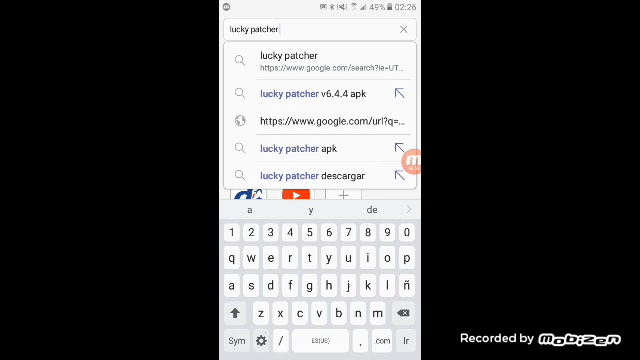 49% 02:26
lucky patcher
lucky patcher
https://www.google.com/search?ie=UT...
lucky patcher v6.4.4 apk
https://www.google.com/url?q=...
lucky patcher apk
lucky patcher descargar
a y de
1 2 3 4 5 6 7 8 9 0
q w e r t y u i o p
a s d f g h j k l ñ
z x c v b n m
Sym / ES(US) . .com Ir
Recorded by Mobizen